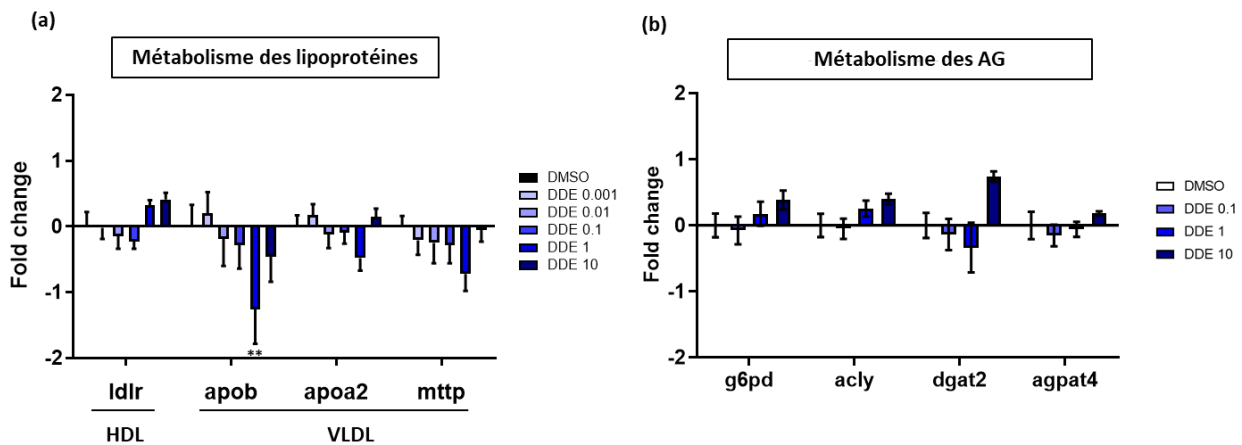 (a)
Métabolisme des lipoprotéines
Fold change
2
1
0
-1
-2
**
ldlr
apob
apoa2
mttp
HDL
VLDL
DMSO
DDE 0.001
DDE 0.01
DDE 0.1
DDE 1
DDE 10
(b)
Métabolisme des AG
Fold change
2
1
0
-1
-2
g6pd
acly
dgat2
agpat4
DMSO
DDE 0.1
DDE 1
DDE 10